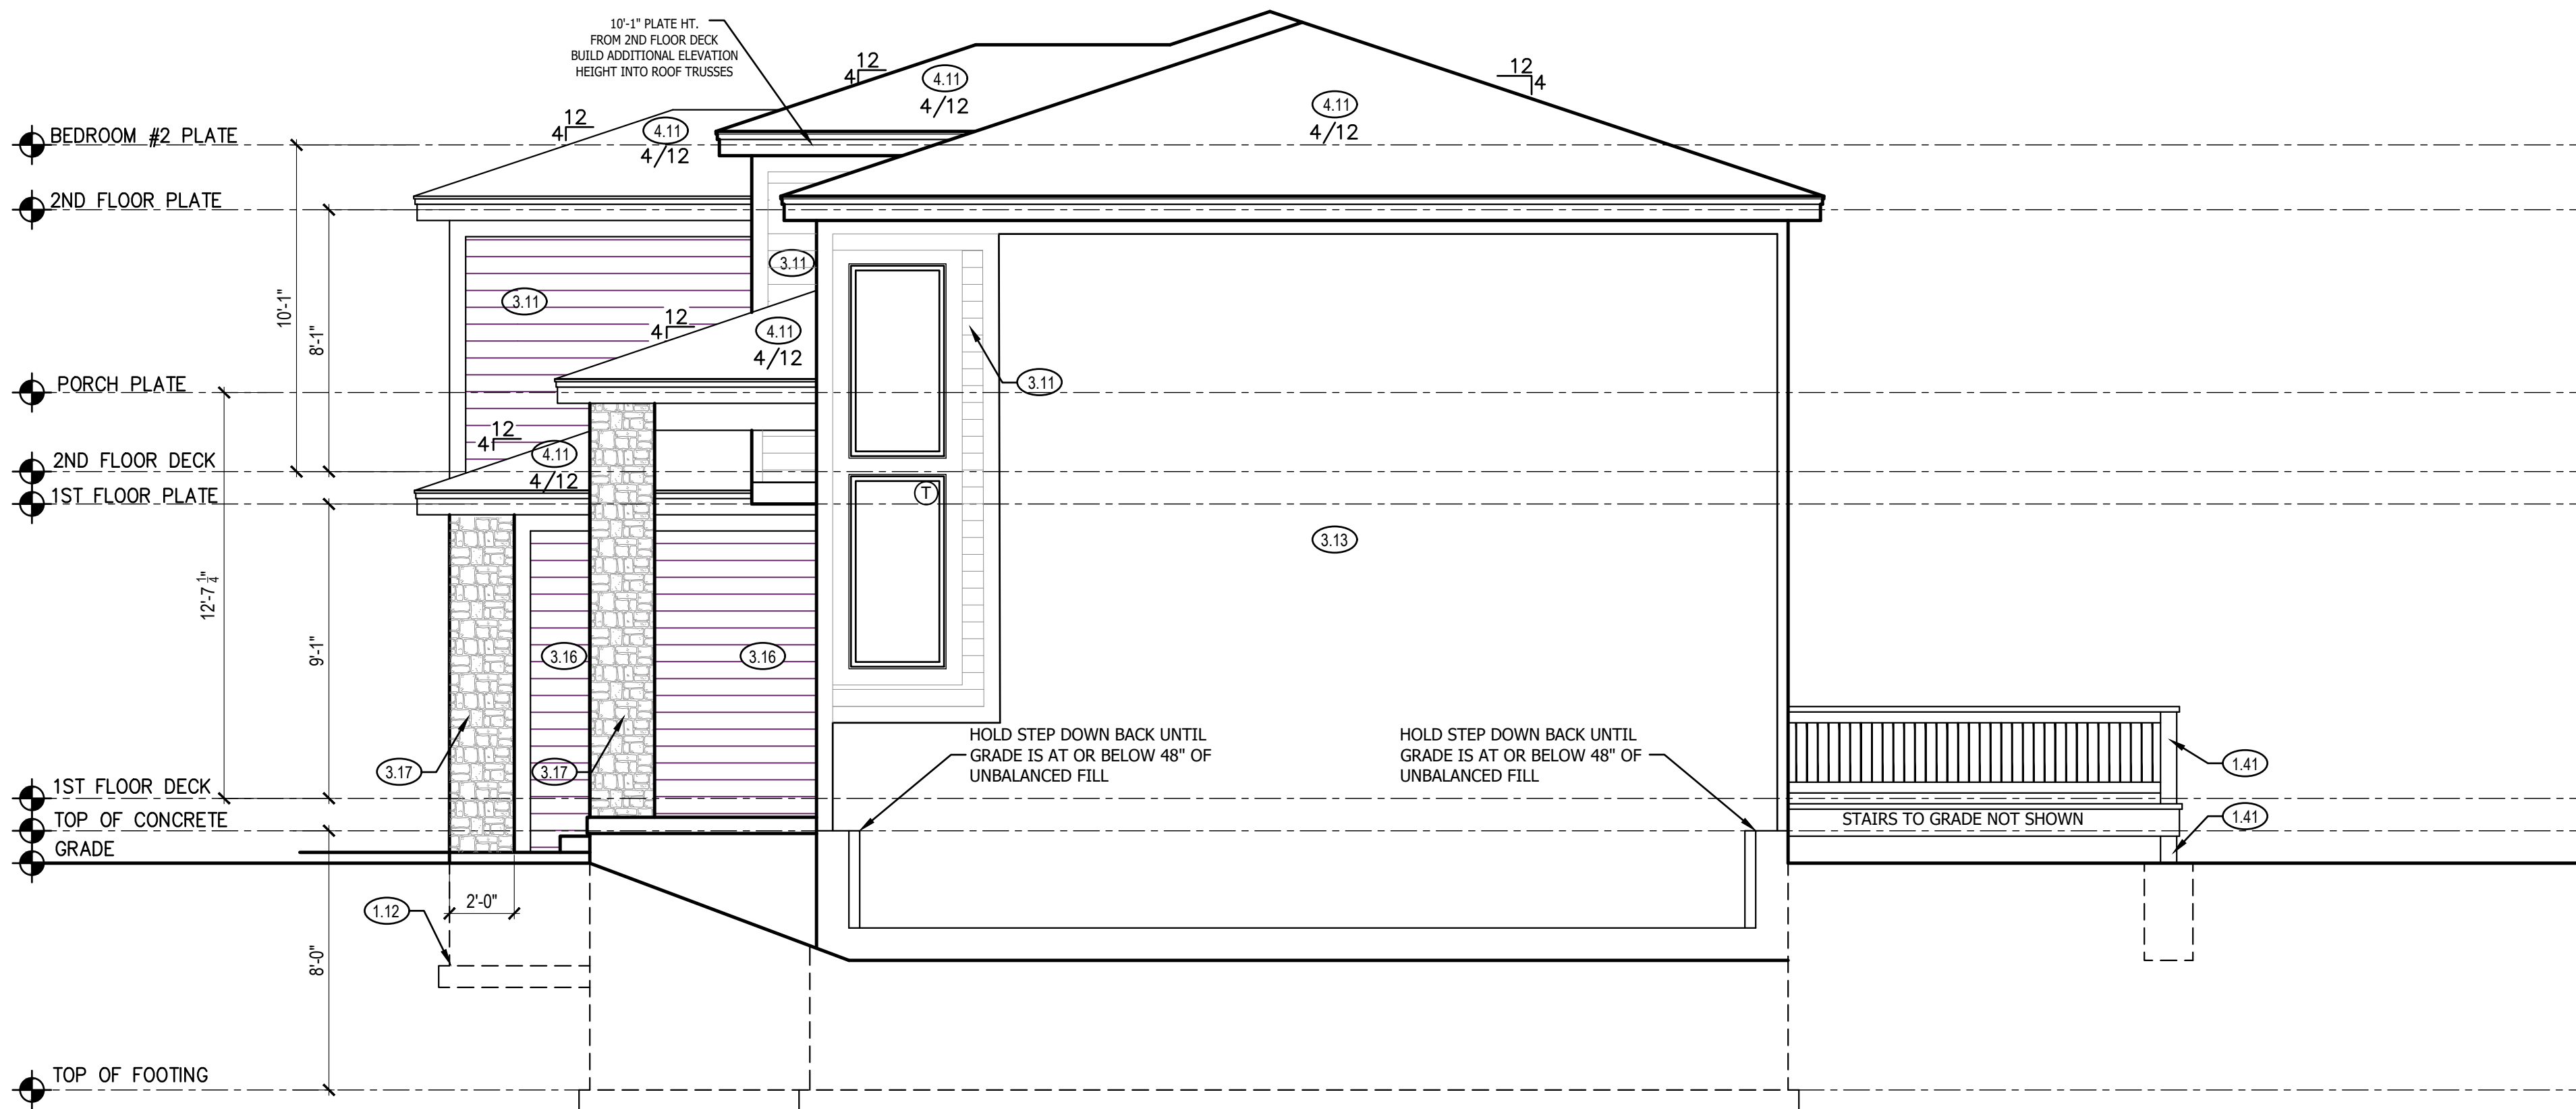 10'-1" PLATE HT.
FROM 2ND FLOOR DECK
BUILD ADDITIONAL ELEVATION
HEIGHT INTO ROOF TRUSSES
12
4
4.11
4/12
12
4
4.11
4/12
12
4
4.11
4/12
12
4
BEDROOM #2 PLATE
2ND FLOOR PLATE
3.11
3.11
10'-1"
8'-1"
12
4
4.11
4/12
3.11
PORCH PLATE
12
4
4.11
4/12
2ND FLOOR DECK
1ST FLOOR PLATE
T
3.13
12'-7 1/4"
9'-1"
3.16
3.16
HOLD STEP DOWN BACK UNTIL
GRADE IS AT OR BELOW 48" OF
UNBALANCED FILL
HOLD STEP DOWN BACK UNTIL
GRADE IS AT OR BELOW 48" OF
UNBALANCED FILL
3.17
3.17
1.41
1ST FLOOR DECK
TOP OF CONCRETE
STAIRS TO GRADE NOT SHOWN
1.41
GRADE
2'-0"
1.12
8'-0"
TOP OF FOOTING